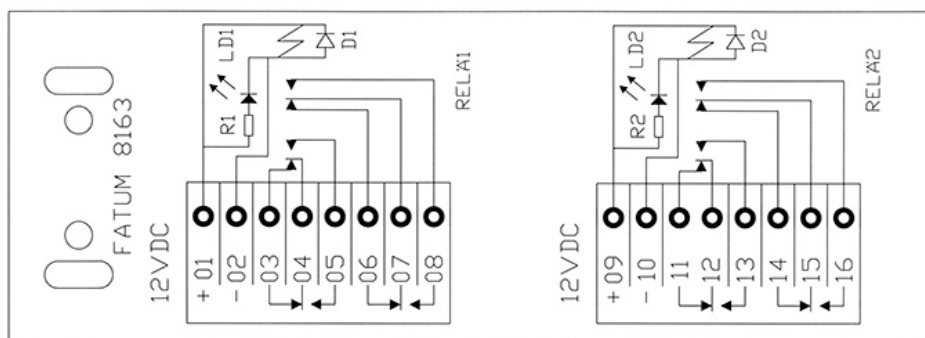 FATUM 8163
12VDC
+ 01
- 02
03
04
05
06
07
08
R1
LD1
D1
RELÄ1
12VDC
+ 09
- 10
11
12
13
14
15
16
R2
LD2
D2
RELÄ2